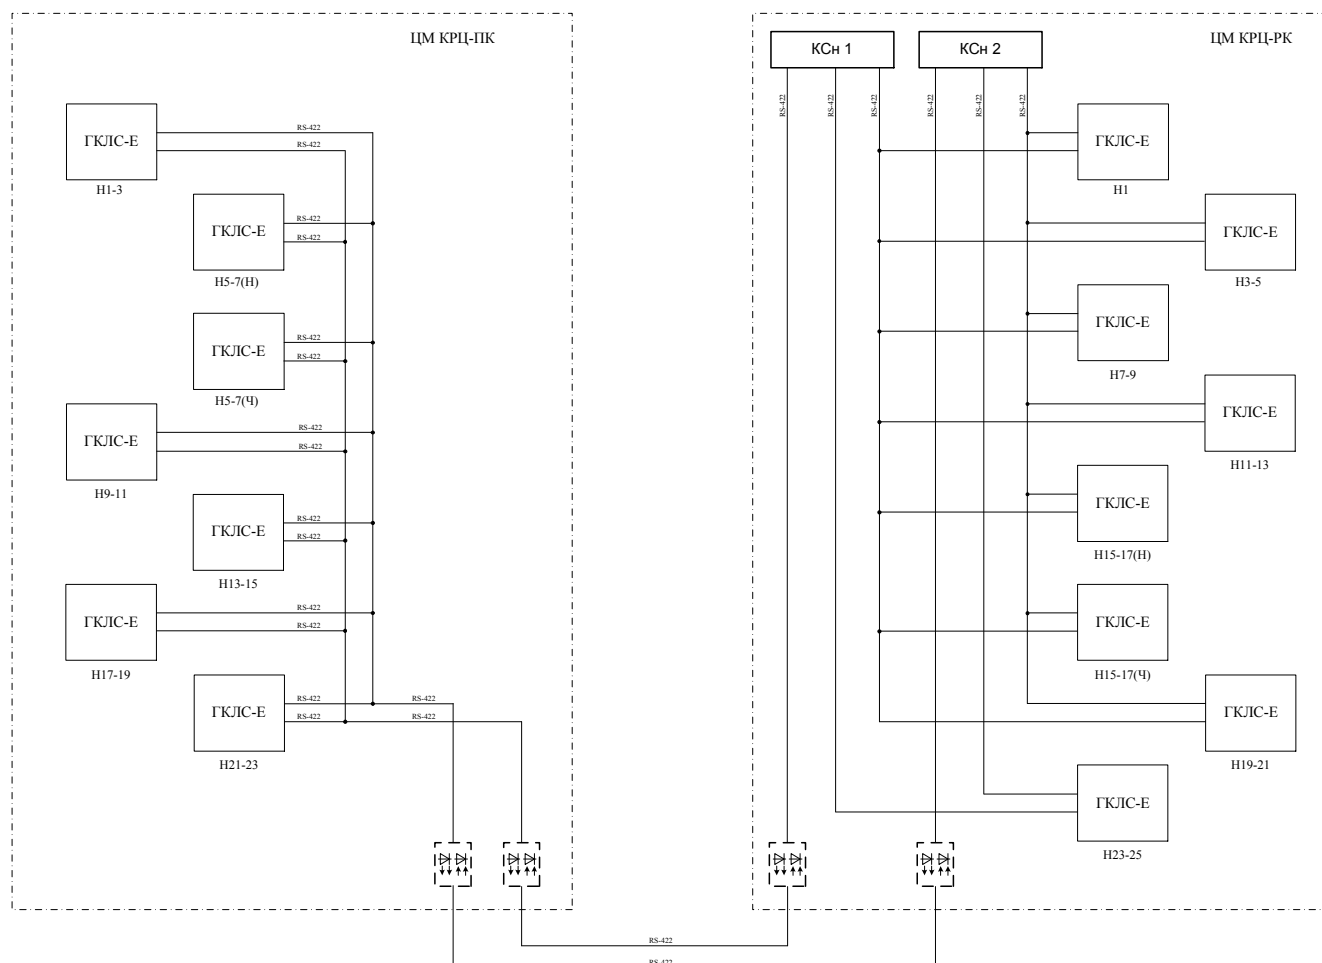 ЦМ КРЦ-ПК
ГКЛС-Е
Н1-3
RS-422
RS-422
ГКЛС-Е
Н5-7(Н)
RS-422
RS-422
ГКЛС-Е
Н5-7(Ч)
RS-422
RS-422
ГКЛС-Е
Н9-11
RS-422
RS-422
ГКЛС-Е
Н13-15
RS-422
RS-422
ГКЛС-Е
Н17-19
RS-422
RS-422
ГКЛС-Е
Н21-23
RS-422
RS-422
RS-422
RS-422
ЦМ КРЦ-РК
КСн 1
КСн 2
RS-422
RS-422
RS-422
RS-422
RS-422
RS-422
ГКЛС-Е
Н1
ГКЛС-Е
Н3-5
ГКЛС-Е
Н7-9
ГКЛС-Е
Н11-13
ГКЛС-Е
Н15-17(Н)
ГКЛС-Е
Н15-17(Ч)
ГКЛС-Е
Н19-21
ГКЛС-Е
Н23-25
RS-422
RS-422